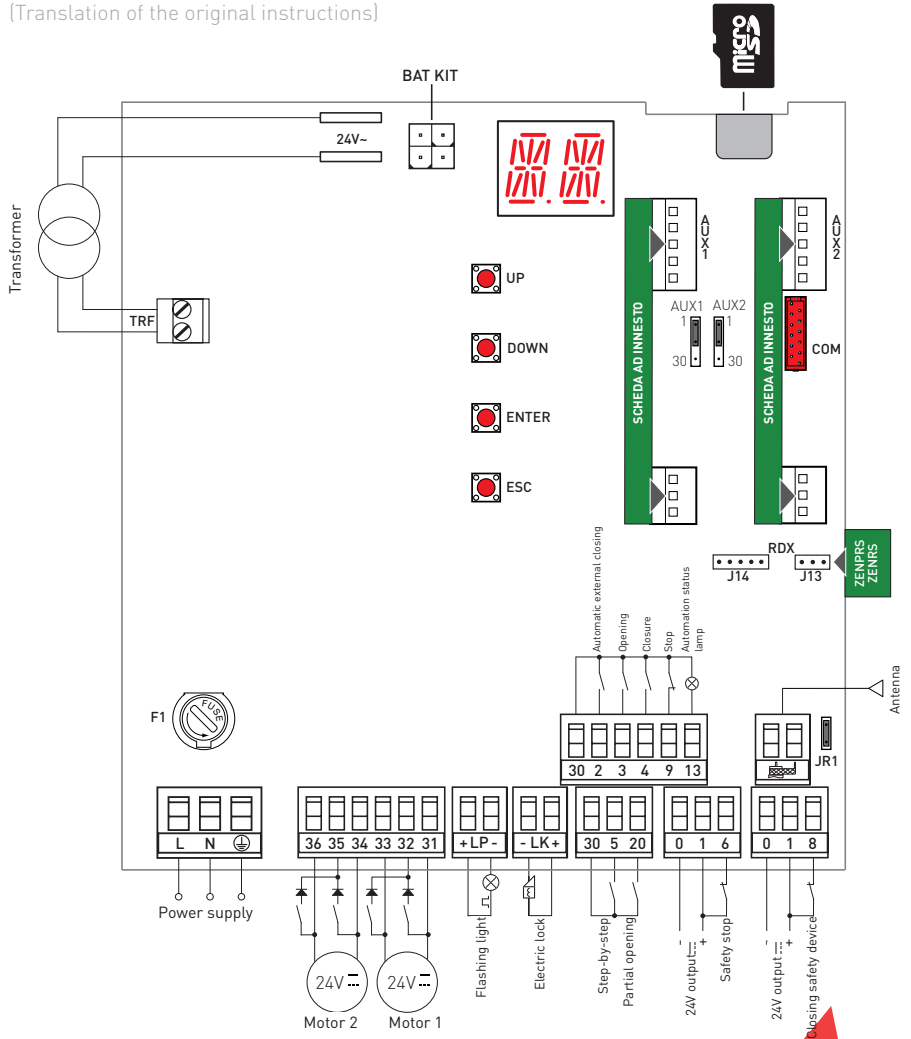 (Translation of the original instructions)
micro SD
BAT KIT
24V~
Transformer
TRF
UP
DOWN
ENTER
ESC
SCHEDA AD INNESTO
AUX1
SCHEDA AD INNESTO
AUX2
AUX1 AUX2
1 1
30 30
COM
RDX
J14 J13
ZENPRS
ZENRS
Automatic external closing
Opening
Closure
Stop
Automation status
lamp
Antenna
F1
FUSE
30 2 3 4 9 13
JR1
L N
36 35 34 33 32 31
+ LP -
- LK +
30 5 20
0 1 6
0 1 8
Power supply
24V
Motor 2
24V
Motor 1
Flashing light
Electric lock
Step-by-step
Partial opening
- +
24V output
Safety stop
- +
24V output
Closing safety device